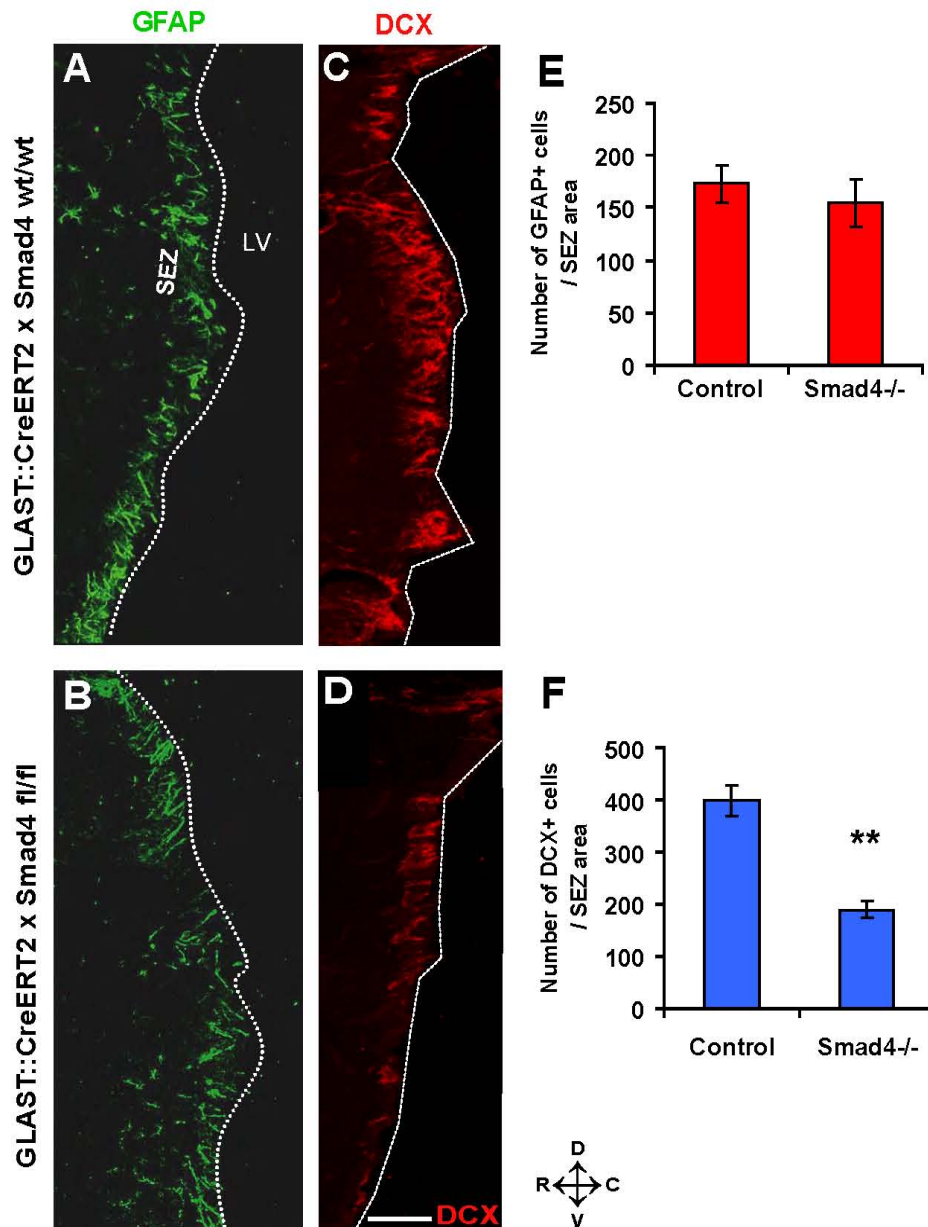 GFAP
DCX
GLAST::CreERT2 x Smad4 wt/wt
A
SEZ
LV
C
E
Number of GFAP+ cells
/ SEZ area
250
200
150
100
50
0
Control
Smad4-/-
GLAST::CreERT2 x Smad4 fl/fl
B
D
DCX
F
Number of DCX+ cells
/ SEZ area
500
400
300
200
100
0
**
Control
Smad4-/-
D
R
C
V